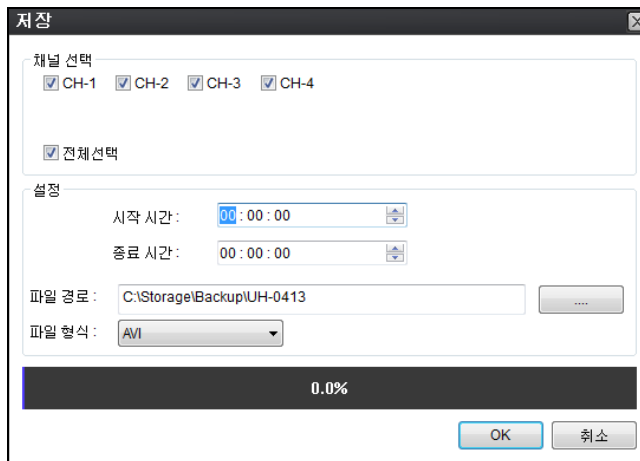 저장
채널 선택
CH-1 CH-2 CH-3 CH-4
전체선택
설정
시작 시간 : 00 : 00 : 00
종료 시간 : 00 : 00 : 00
파일 경로 : C:\Storage\Backup\UH-0413 ....
파일 형식 : AVI
0.0%
OK 취소